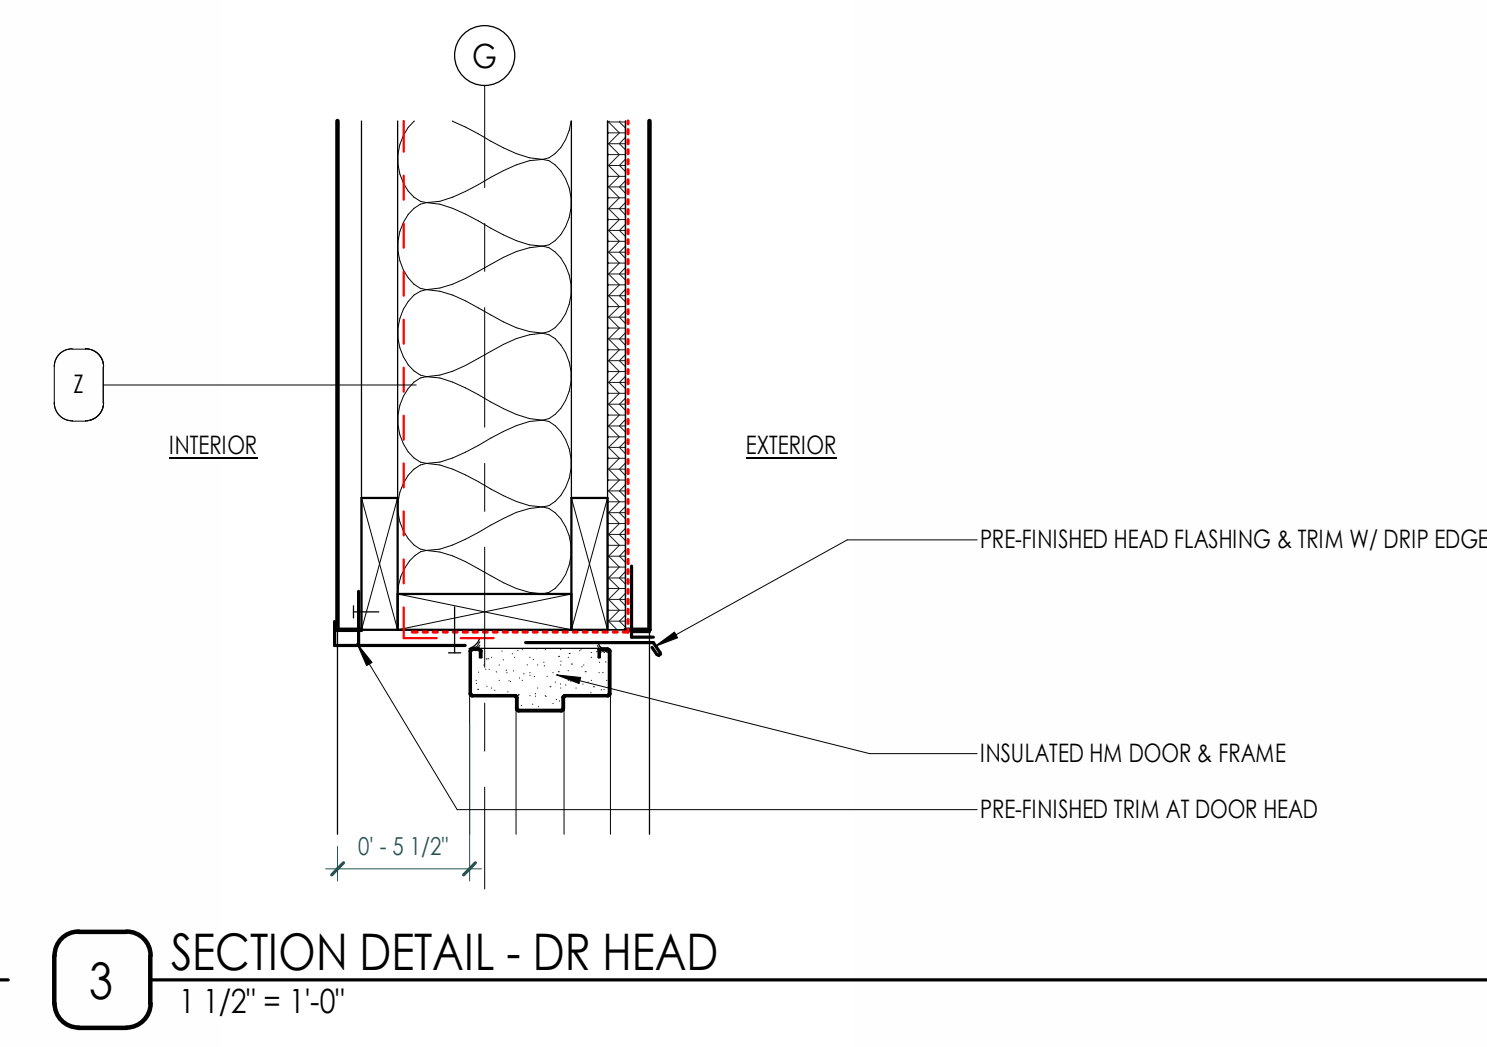 G
Z
INTERIOR
EXTERIOR
PRE-FINISHED HEAD FLASHING & TRIM W/ DRIP EDGE
INSULATED HM DOOR & FRAME
PRE-FINISHED TRIM AT DOOR HEAD
0' - 5 1/2"
3
SECTION DETAIL - DR HEAD
1 1/2" = 1'-0"